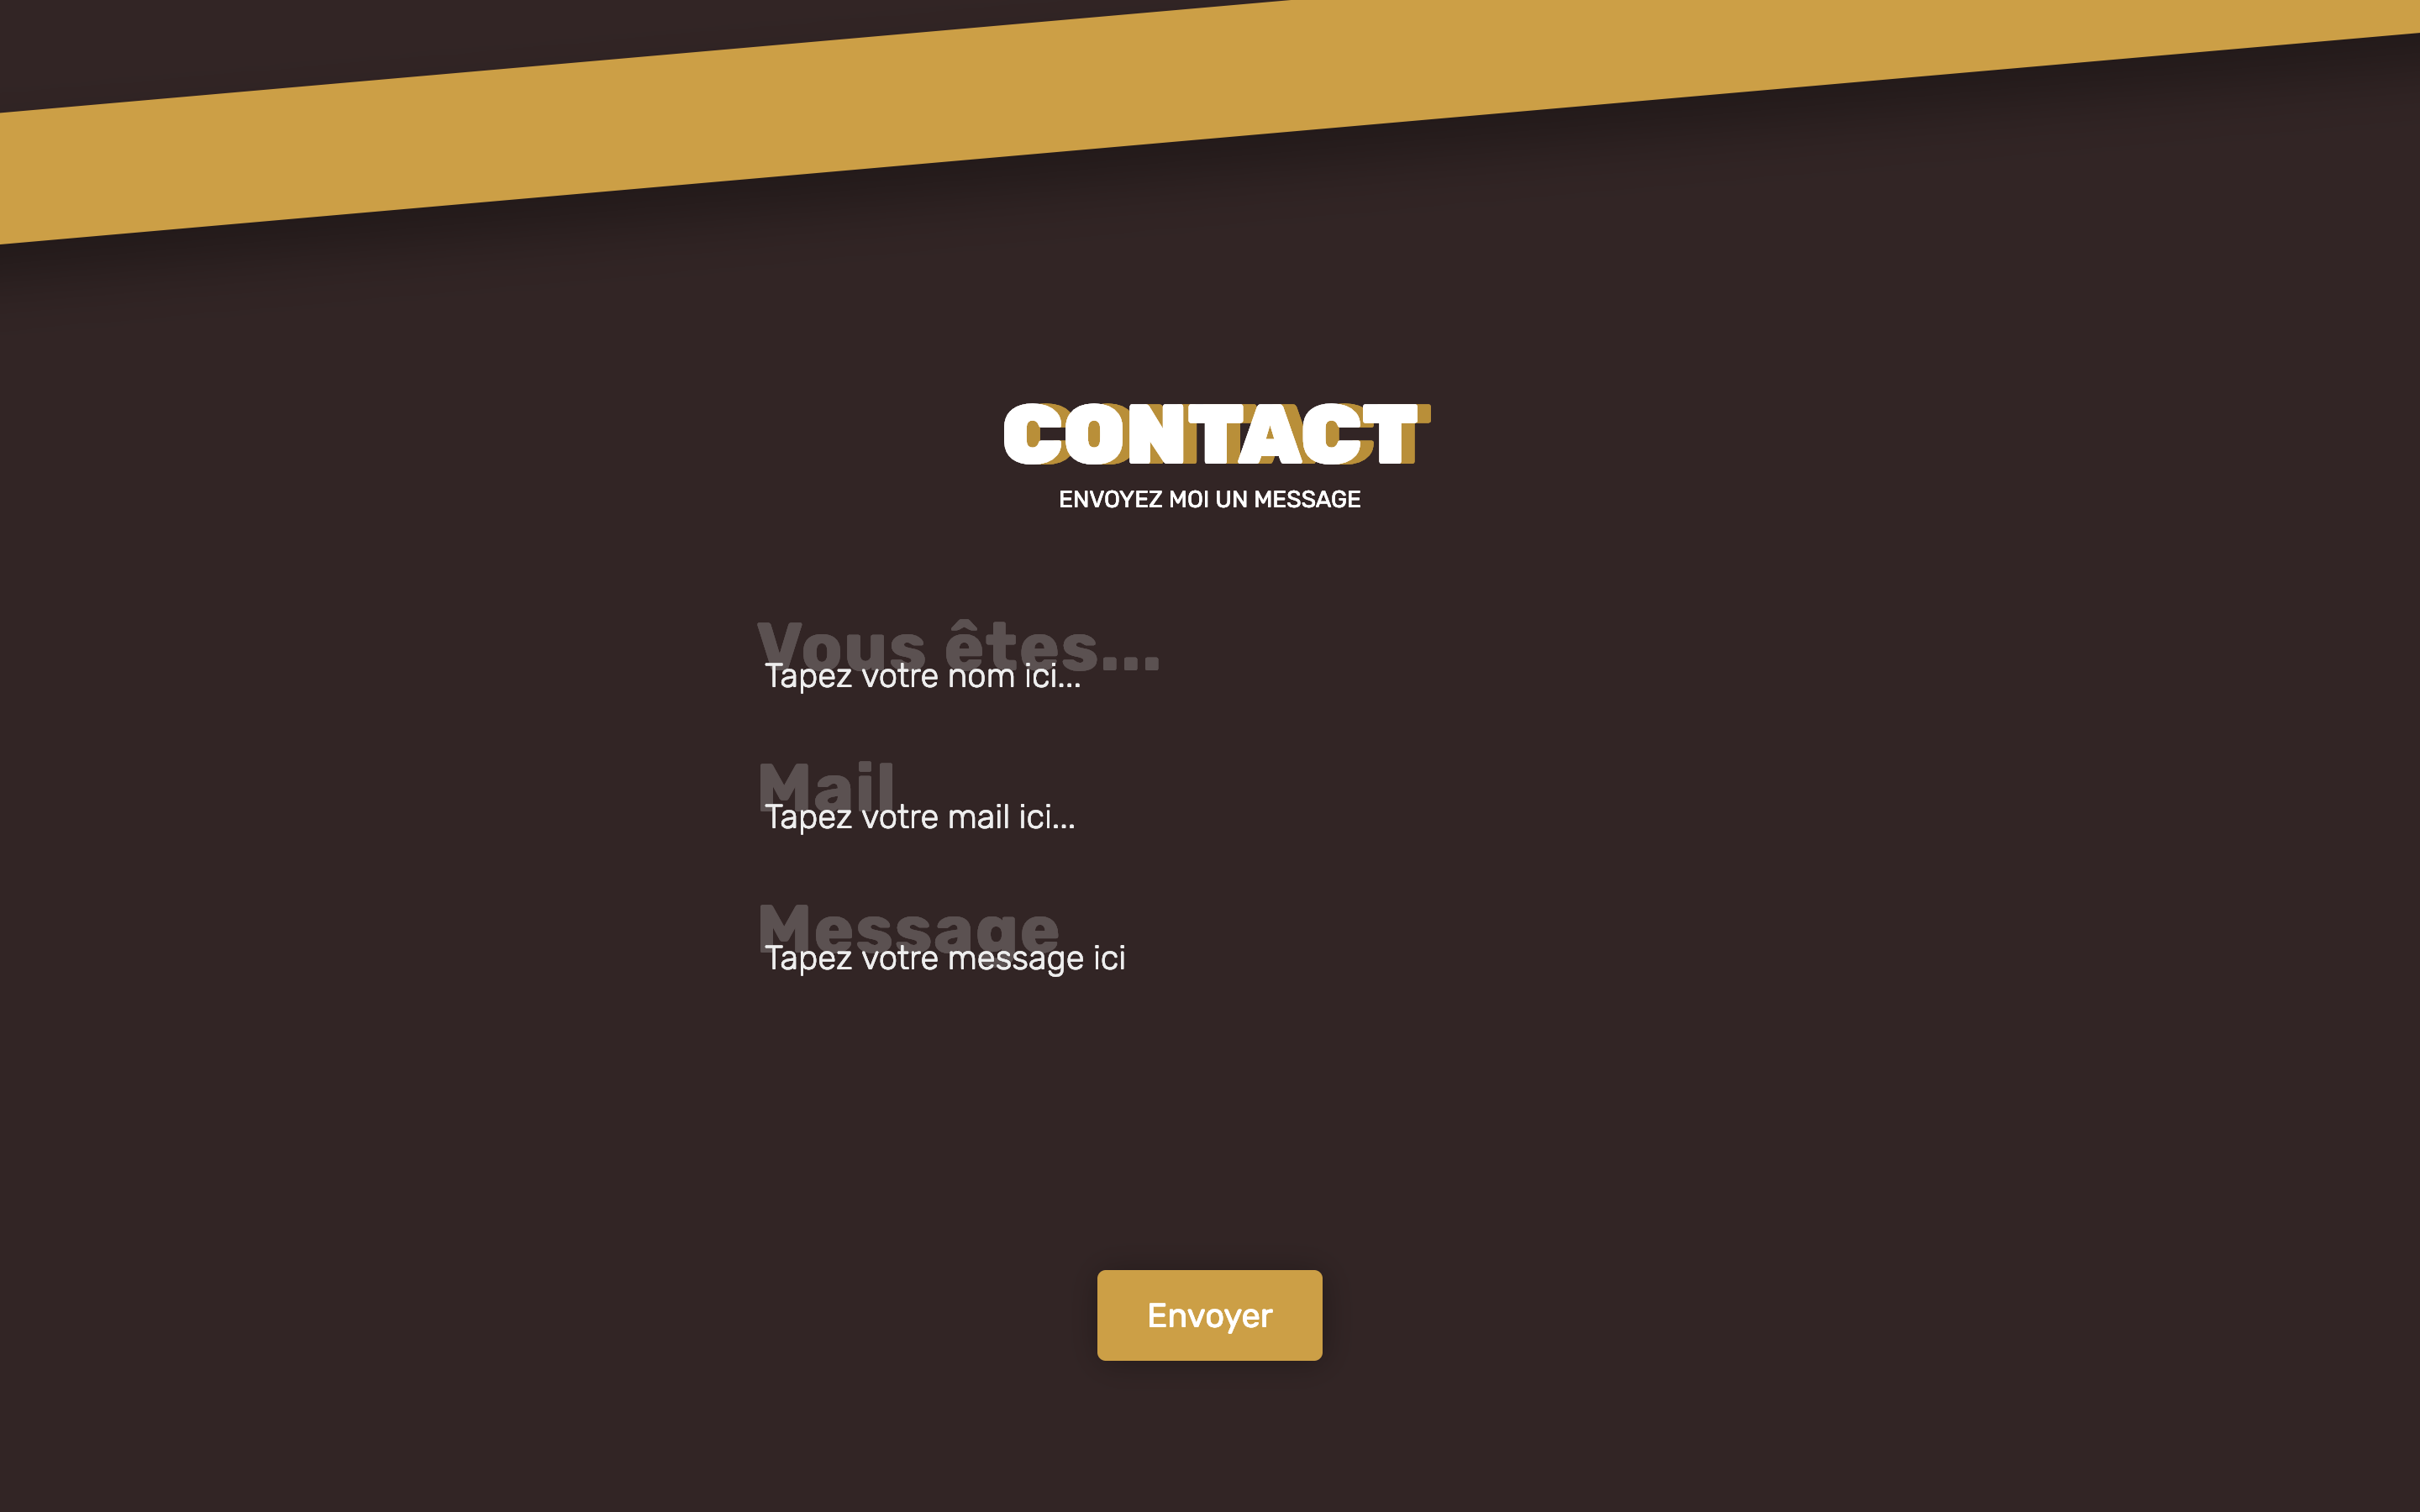 CONTACT
ENVOYEZ MOI UN MESSAGE
Vous êtes...
Tapez votre nom ici...
Mail
Tapez votre mail ici...
Message
Tapez votre message ici
Envoyer